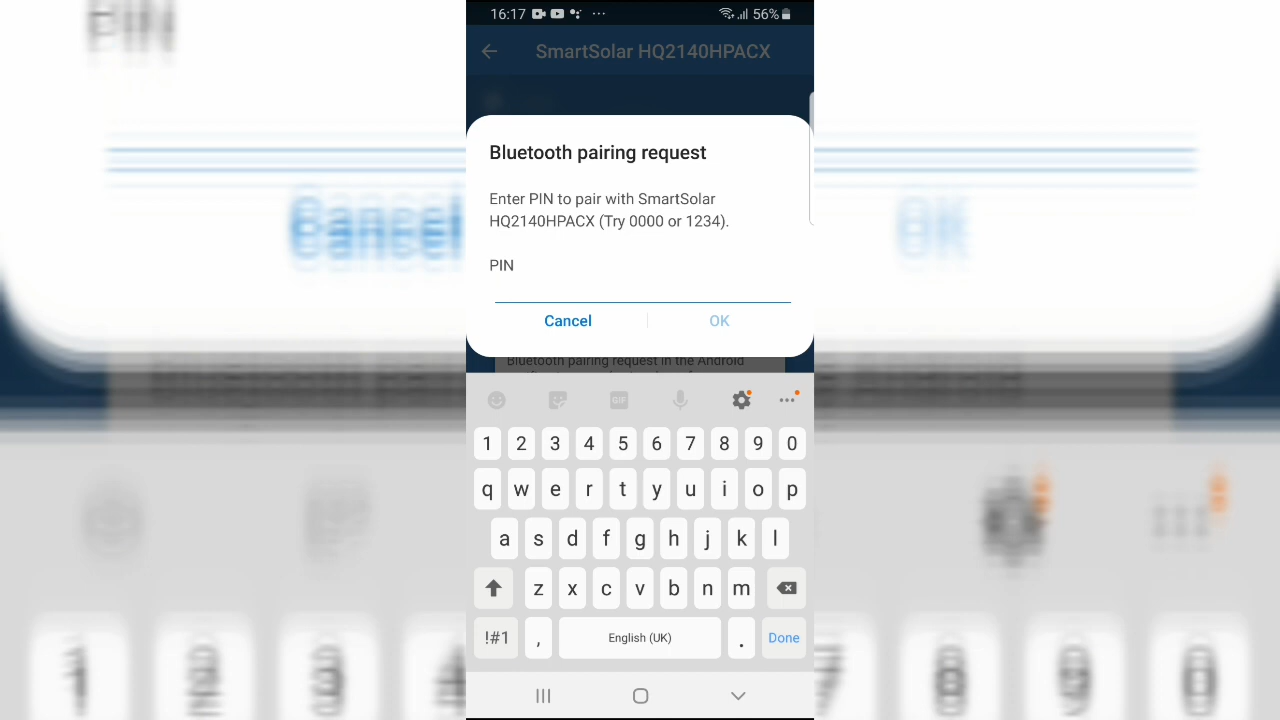 16:17 ... 56%
SmartSolar HQ2140HPACX
Bluetooth pairing request
Enter PIN to pair with SmartSolar
HQ2140HPACX (Try 0000 or 1234).
PIN
Cancel OK
Bluetooth pairing request in the Android
GIF
1 2 3 4 5 6 7 8 9 0
q w e r t y u i o p
a s d f g h j k l
z x c v b n m
!#1 , English (UK) . Done